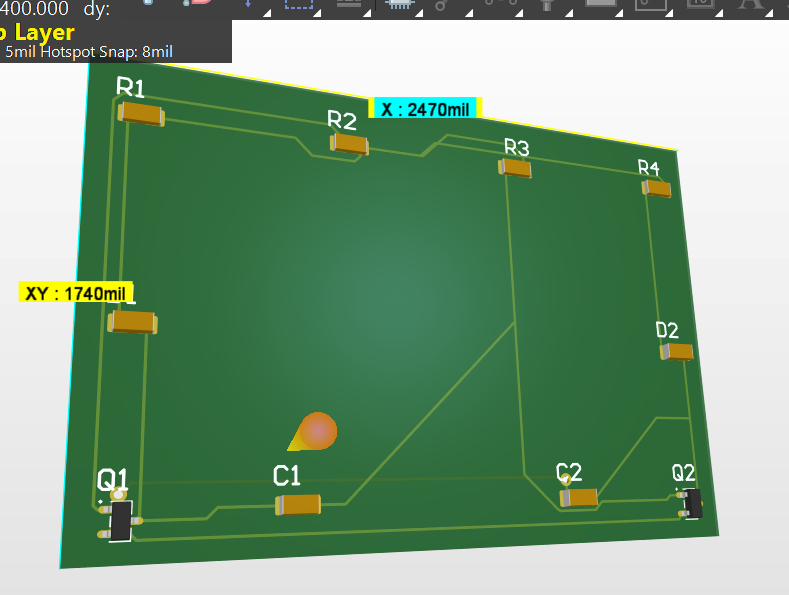 400.000 dy:
Layer
5mil Hotspot Snap: 8mil
R1
X : 2470mil
R2
R3
R4
XY : 1740mil
D2
Q1
C1
C2
Q2